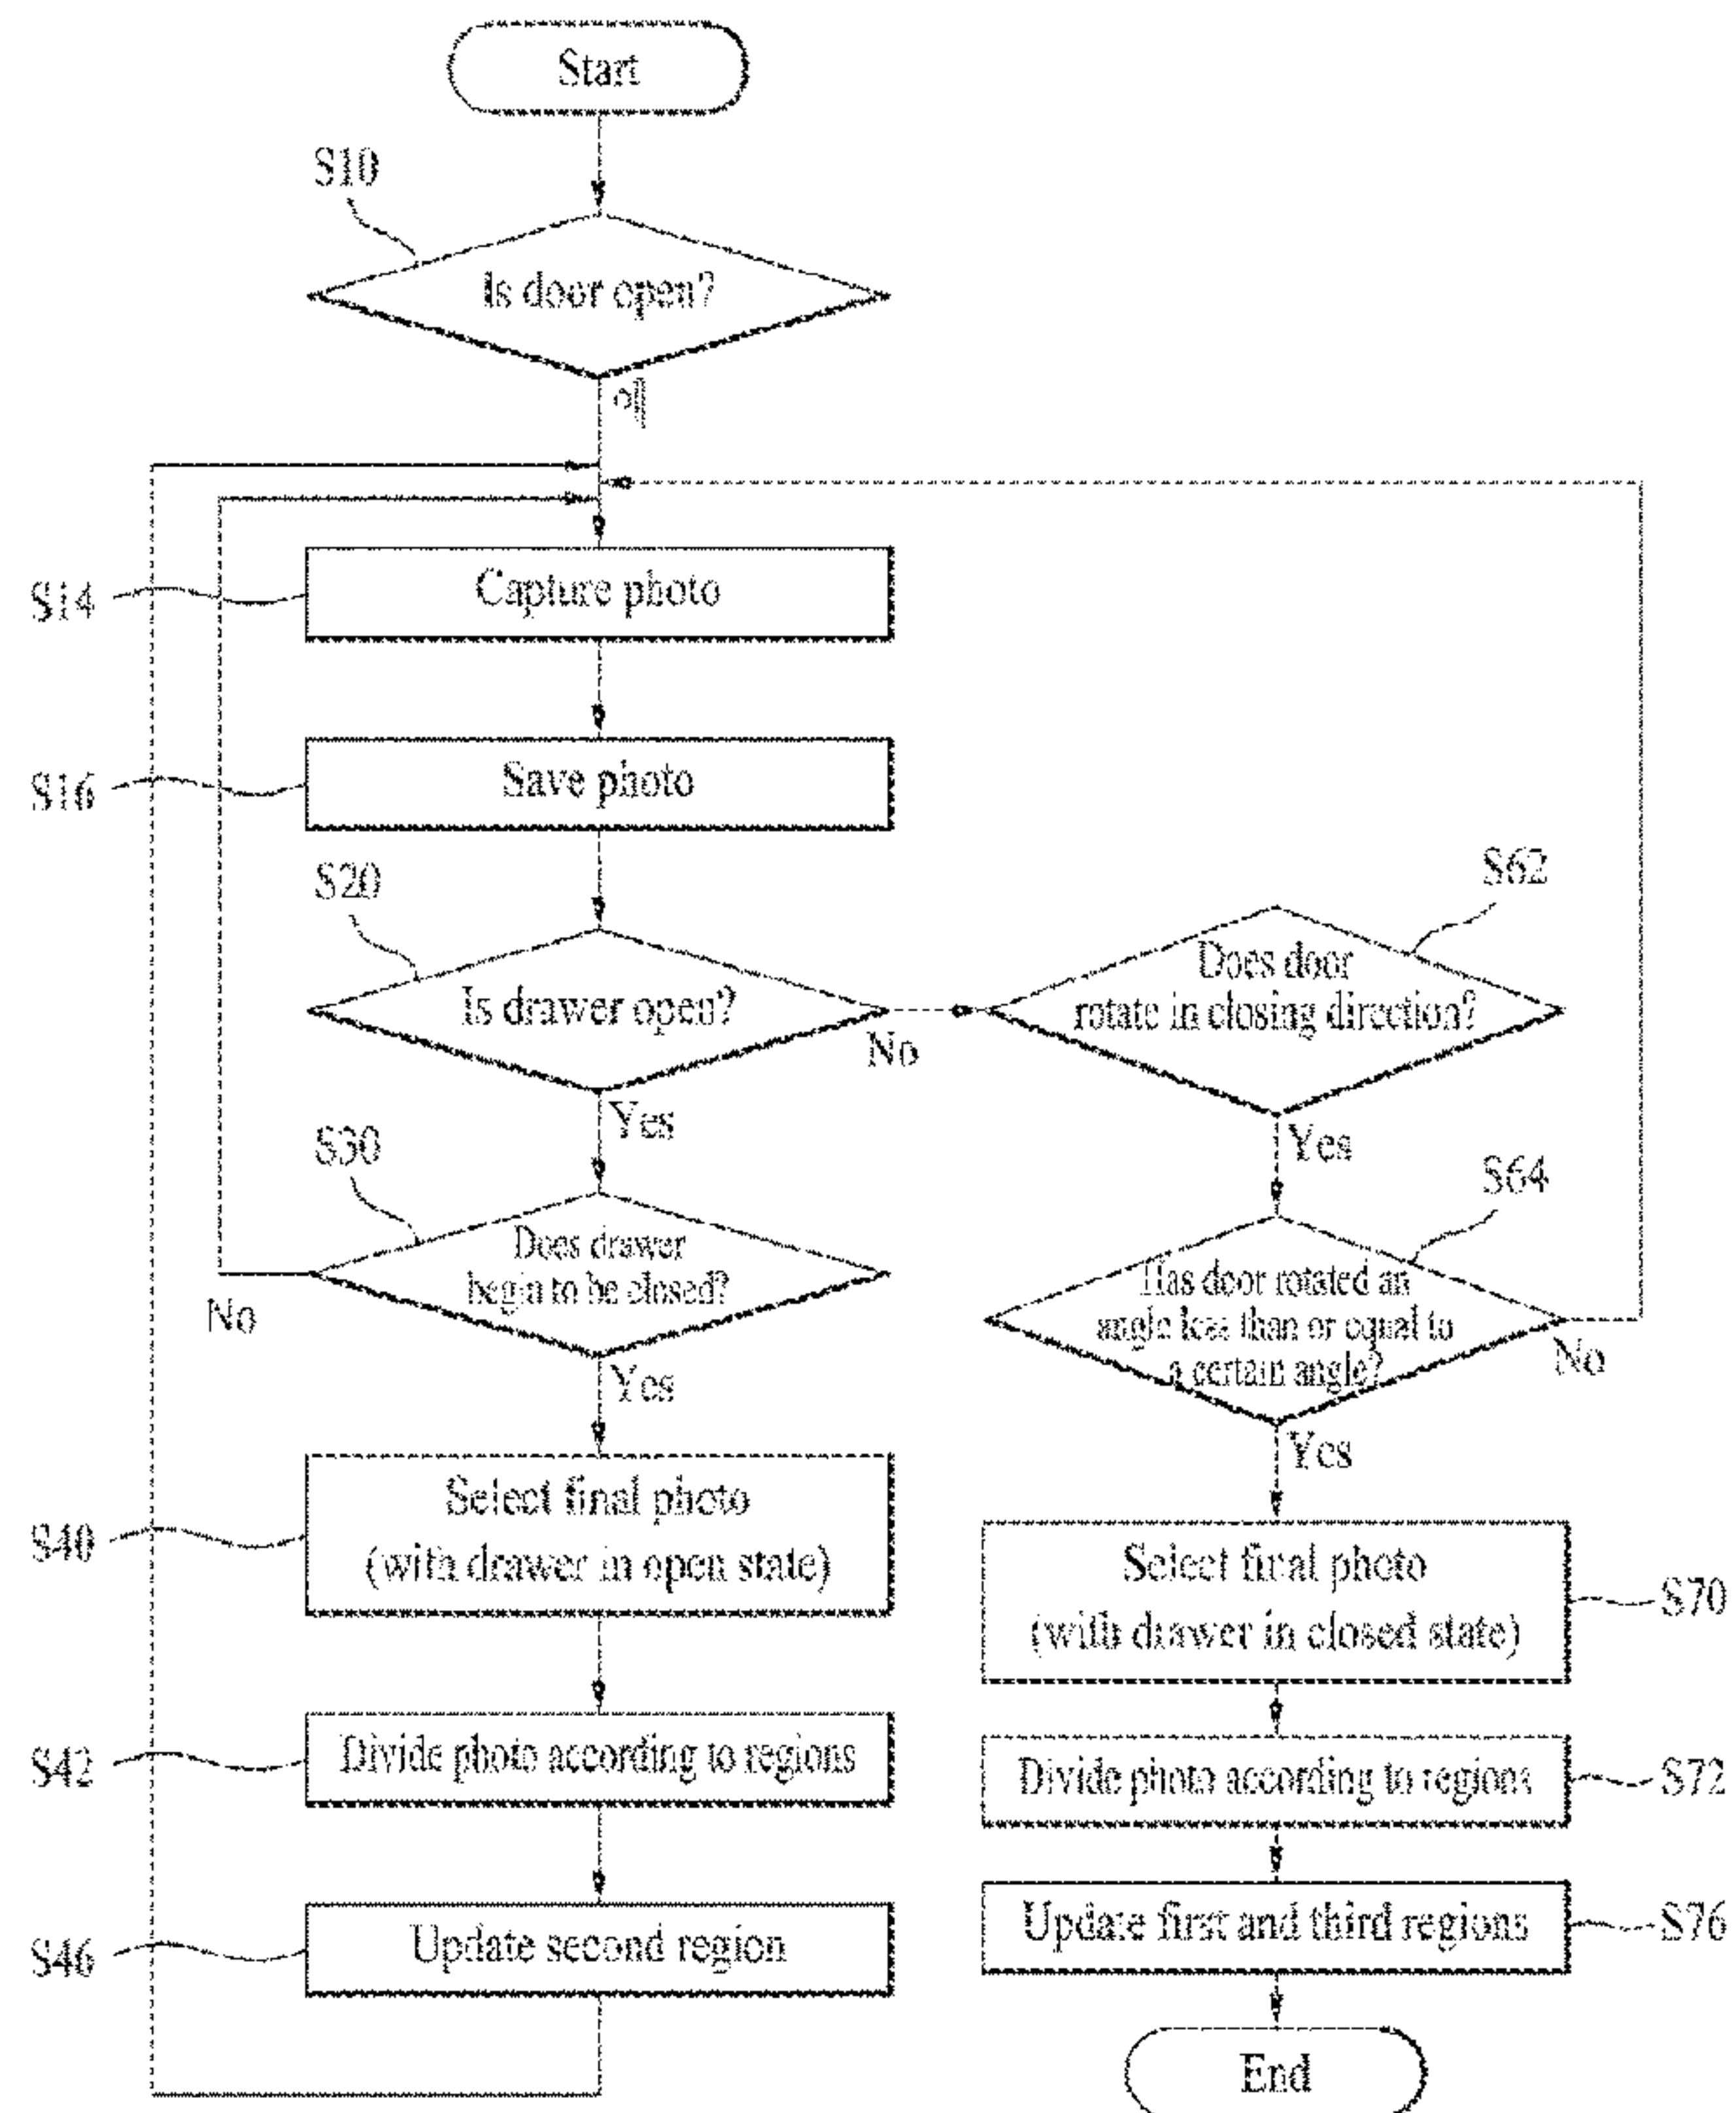 Start
S10
Is door open?
예
S14
Capture photo
S16
Save photo
S20
Is drawer open?
No
Yes
S62
Does door
rotate in closing direction?
Yes
S30
Does drawer
begin to be closed?
No
Yes
S64
Has door rotated an
angle less than or equal to
a certain angle?
No
Yes
S40
Select final photo
(with drawer in open state)
S70
Select final photo
(with drawer in closed state)
S42
Divide photo according to regions
S72
Divide photo according to regions
S46
Update second region
S76
Update first and third regions
End